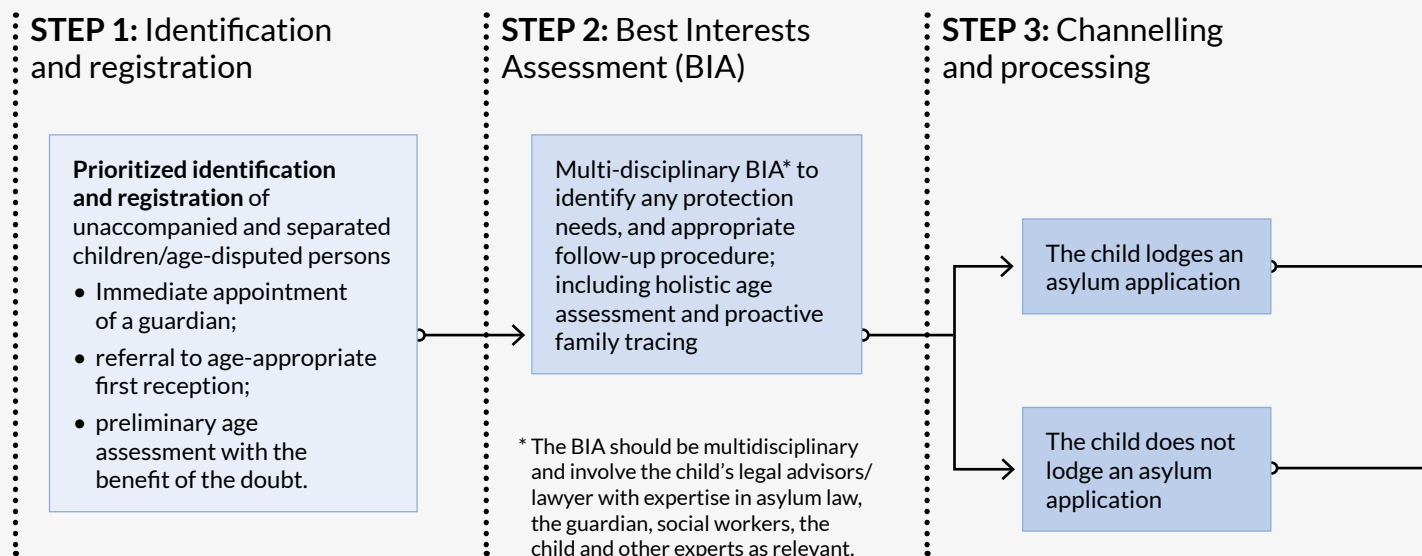 STEP 1: Identification
and registration
Prioritized identification
and registration of
unaccompanied and separated
children/age-disputed persons
• Immediate appointment
of a guardian;
• referral to age-appropriate
first reception;
• preliminary age
assessment with the
benefit of the doubt.
STEP 2: Best Interests
Assessment (BIA)
Multi-disciplinary BIA* to
identify any protection
needs, and appropriate
follow-up procedure;
including holistic age
assessment and proactive
family tracing
* The BIA should be multidisciplinary
and involve the child’s legal advisors/
lawyer with expertise in asylum law,
the guardian, social workers, the
child and other experts as relevant.
STEP 3: Channelling
and processing
The child lodges an
asylum application
The child does not
lodge an asylum
application